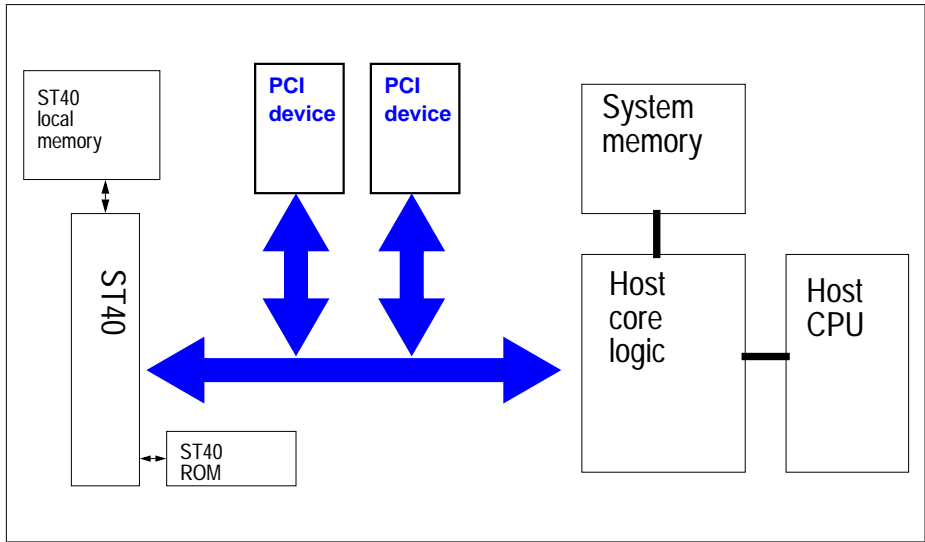 ST40
local
memory
PCI
device
PCI
device
System
memory
ST40
Host
core
logic
Host
CPU
ST40
ROM